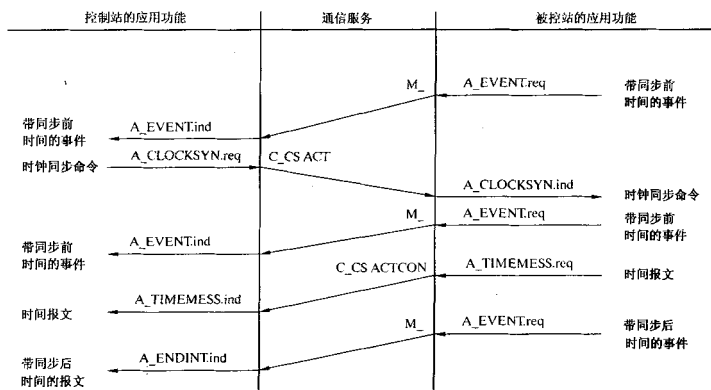 控制站的应用功能 通信服务 被控站的应用功能
M_ A_EVENT.req 带同步前
时间的事件
带同步前 A_EVENT.ind
时间的事件
时钟同步命令 A_CLOCKSYN.req C_CS ACT
A_CLOCKSYN.ind 时钟同步命令
M_ A_EVENT.req 带同步前
时间的事件
带同步前 A_EVENT.ind
时间的事件
C_CS ACTCON A_TIMEMESS.req 时间报文
时间报文 A_TIMEMESS.ind
M_ A_EVENT.req 带同步后
时间的事件
带同步后 A_ENDINT.ind
时间的报文